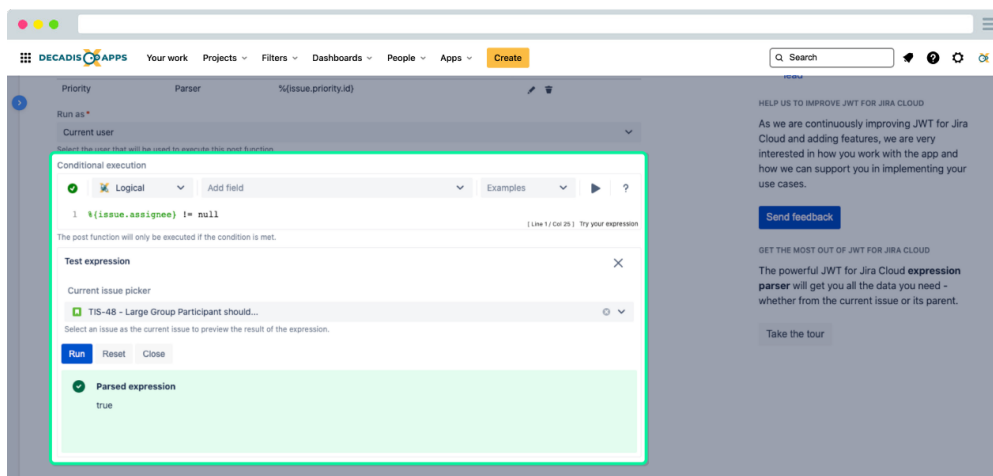 DECADIS APPS Your work Projects Filters Dashboards People Apps Create Search
Priority Parser %{issue.priority.id}
Run as*
Current user
Select the user that will be used to execute this post function.
Conditional execution
Logical Add field Examples ?
1 %{issue.assignee} != null
[ Line 1 / Col 25 ] Try your expression
The post function will only be executed if the condition is met.
Test expression
Current issue picker
TIS-48 - Large Group Participant should...
Select an issue as the current issue to preview the result of the expression.
Run Reset Close
Parsed expression
true
lead
HELP US TO IMPROVE JWT FOR JIRA CLOUD
As we are continuously improving JWT for Jira
Cloud and adding features, we are very
interested in how you work with the app and
how we can support you in implementing your
use cases.
Send feedback
GET THE MOST OUT OF JWT FOR JIRA CLOUD
The powerful JWT for Jira Cloud expression
parser will get you all the data you need -
whether from the current issue or its parent.
Take the tour